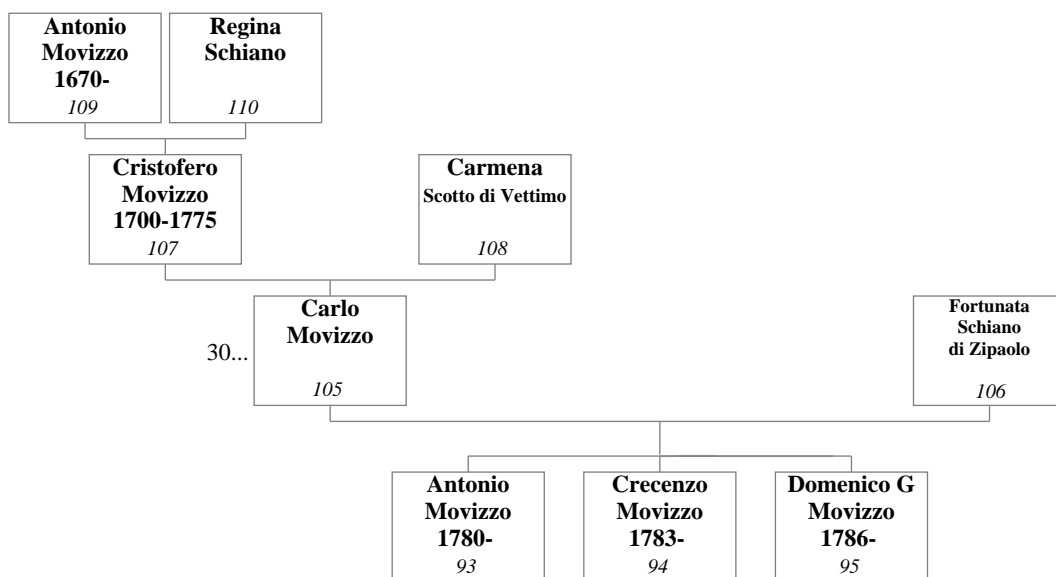 Antonio
Movizzo
1670-
109
Regina
Schiano
110
Cristofero
Movizzo
1700-1775
107
Carmena
Scotto di Vettimo
108
30...
Carlo
Movizzo
105
Fortunata
Schiano
di Zipaolo
106
Antonio
Movizzo
1780-
93
Crecenzo
Movizzo
1783-
94
Domenico G
Movizzo
1786-
95